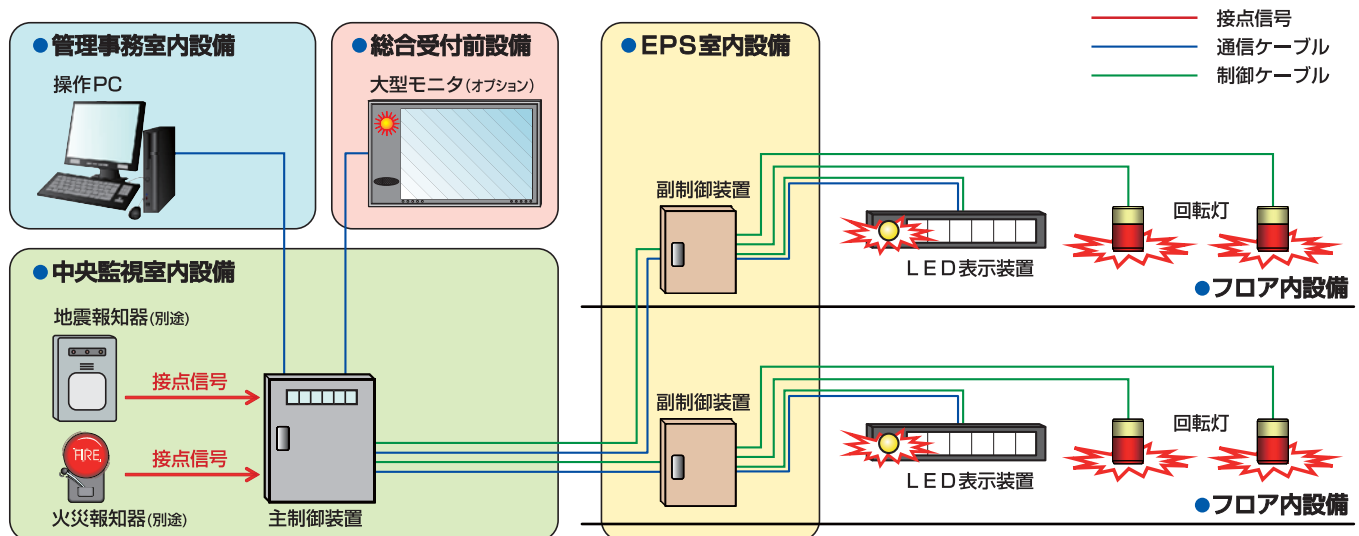 ●管理事務室内設備
操作PC
●総合受付前設備
大型モニタ(オプション)
●EPS室内設備
接点信号
通信ケーブル
制御ケーブル
副制御装置
LED表示装置
回転灯
●フロア内設備
●中央監視室内設備
地震報知器(別途)
接点信号
FIRE
接点信号
火災報知器(別途)
主制御装置
副制御装置
LED表示装置
回転灯
●フロア内設備